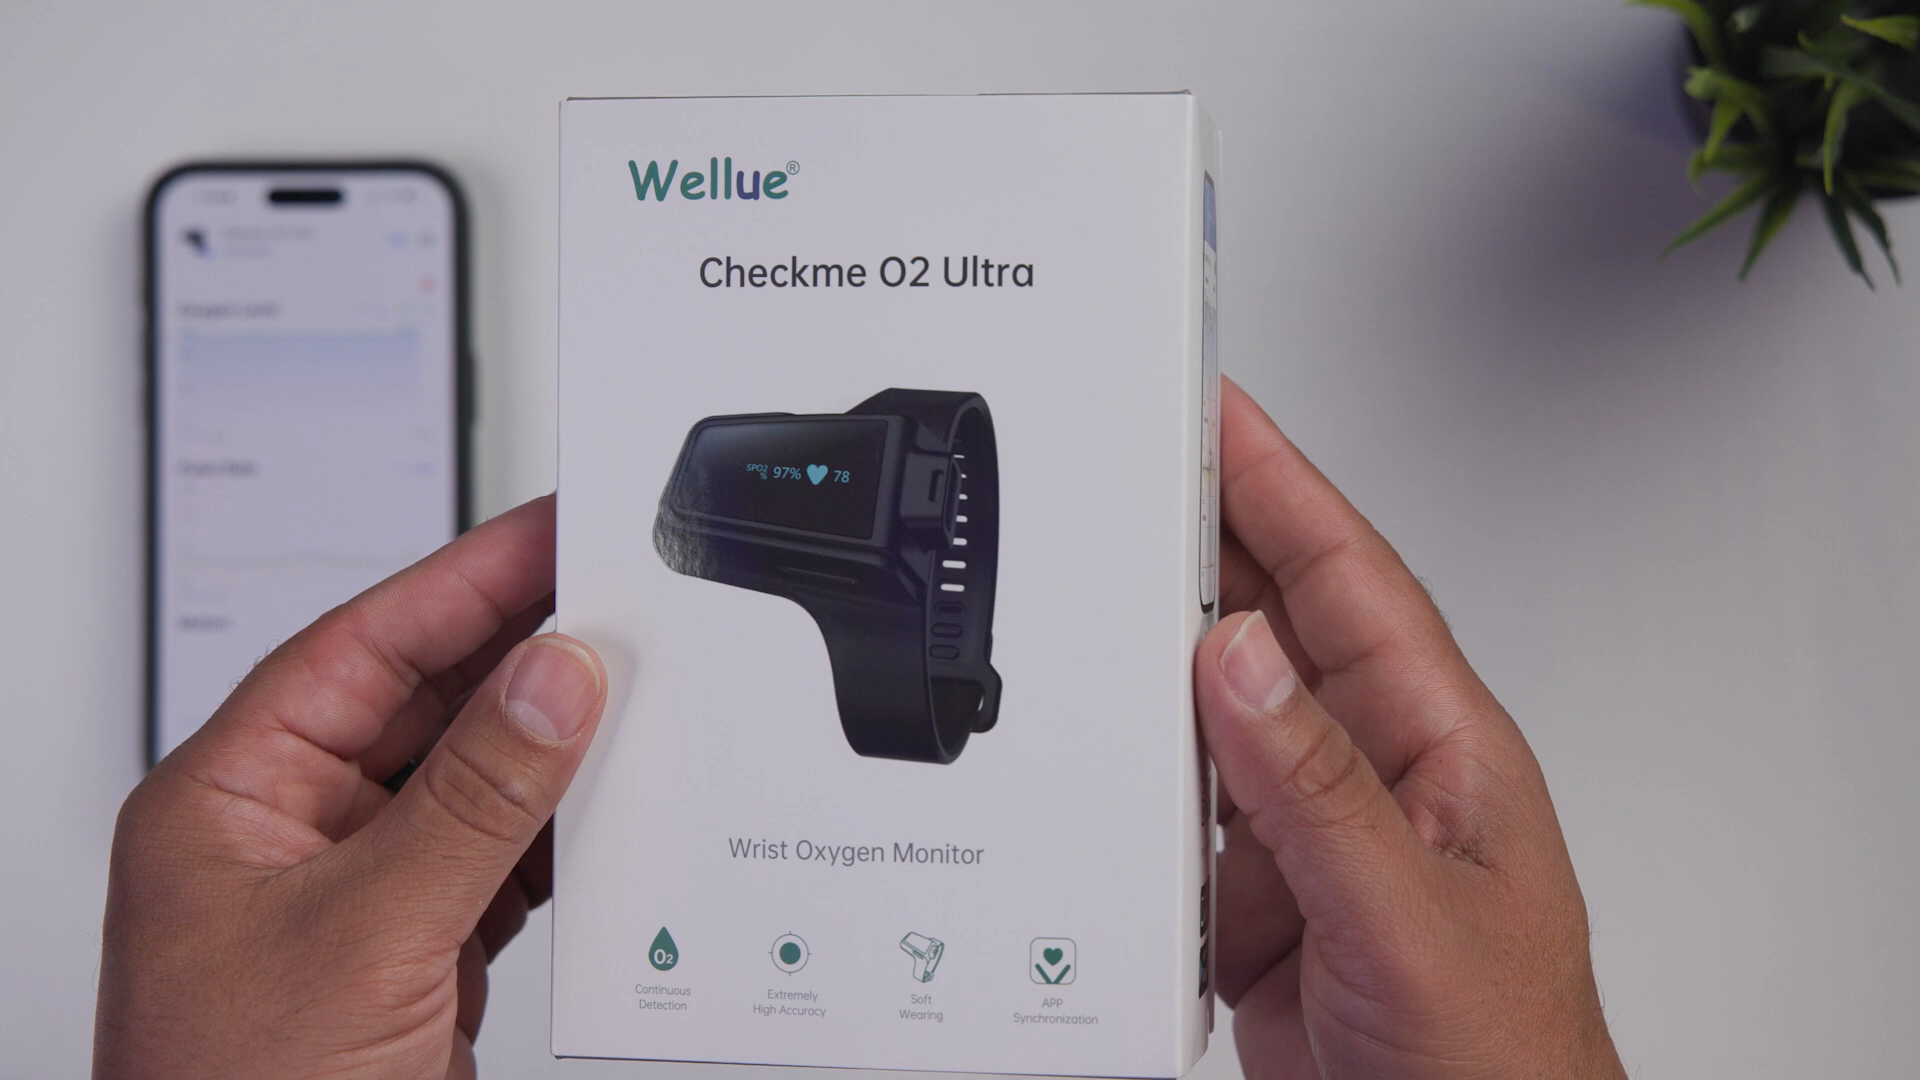 Wellue®
Checkme O2 Ultra
SPO2
%
97%
78
Wrist Oxygen Monitor
O2
Continuous
Detection
Extremely
High Accuracy
Soft
Wearing
APP
Synchronization